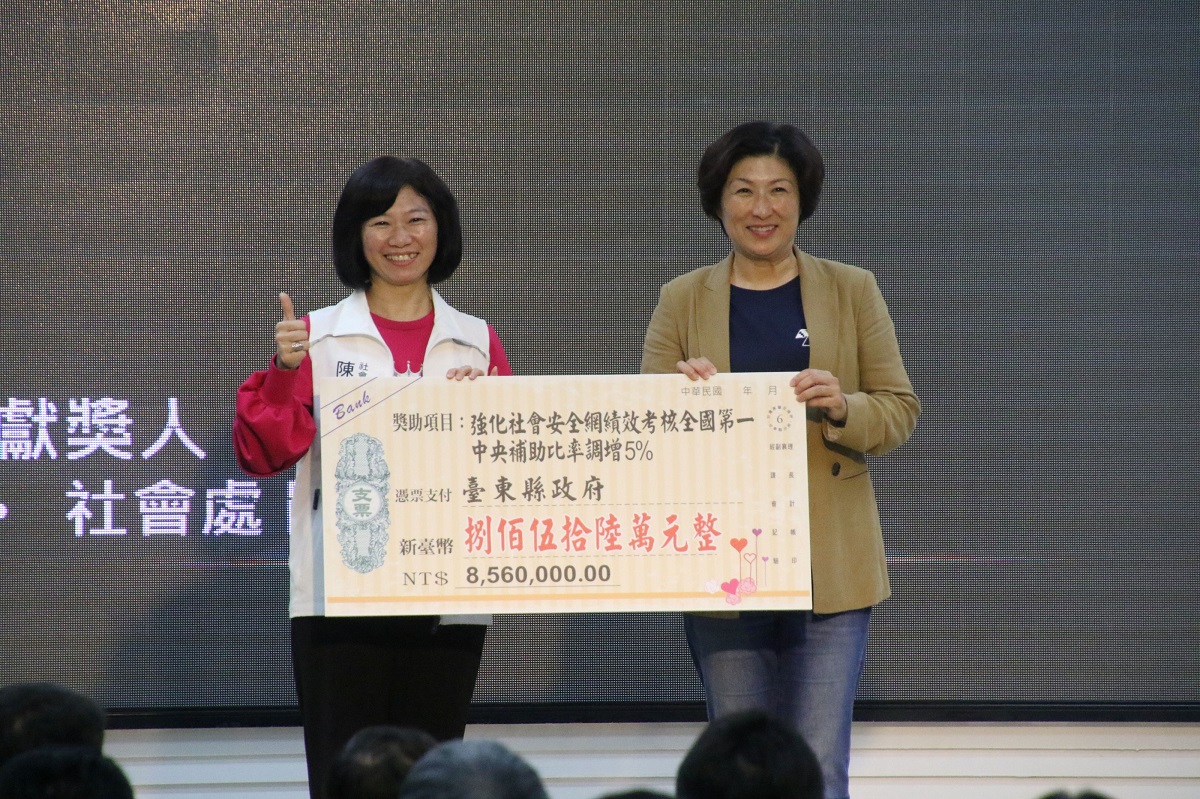 獻獎人
社會處
陳
社會
Bank
中華民國 年 月
獎助項目：強化社會安全網績效考核全國第一
中央補助比率調增5%
憑票支付 臺東縣政府
新臺幣 捌佰伍拾陸萬元整
NT$ 8,560,000.00
支票
6